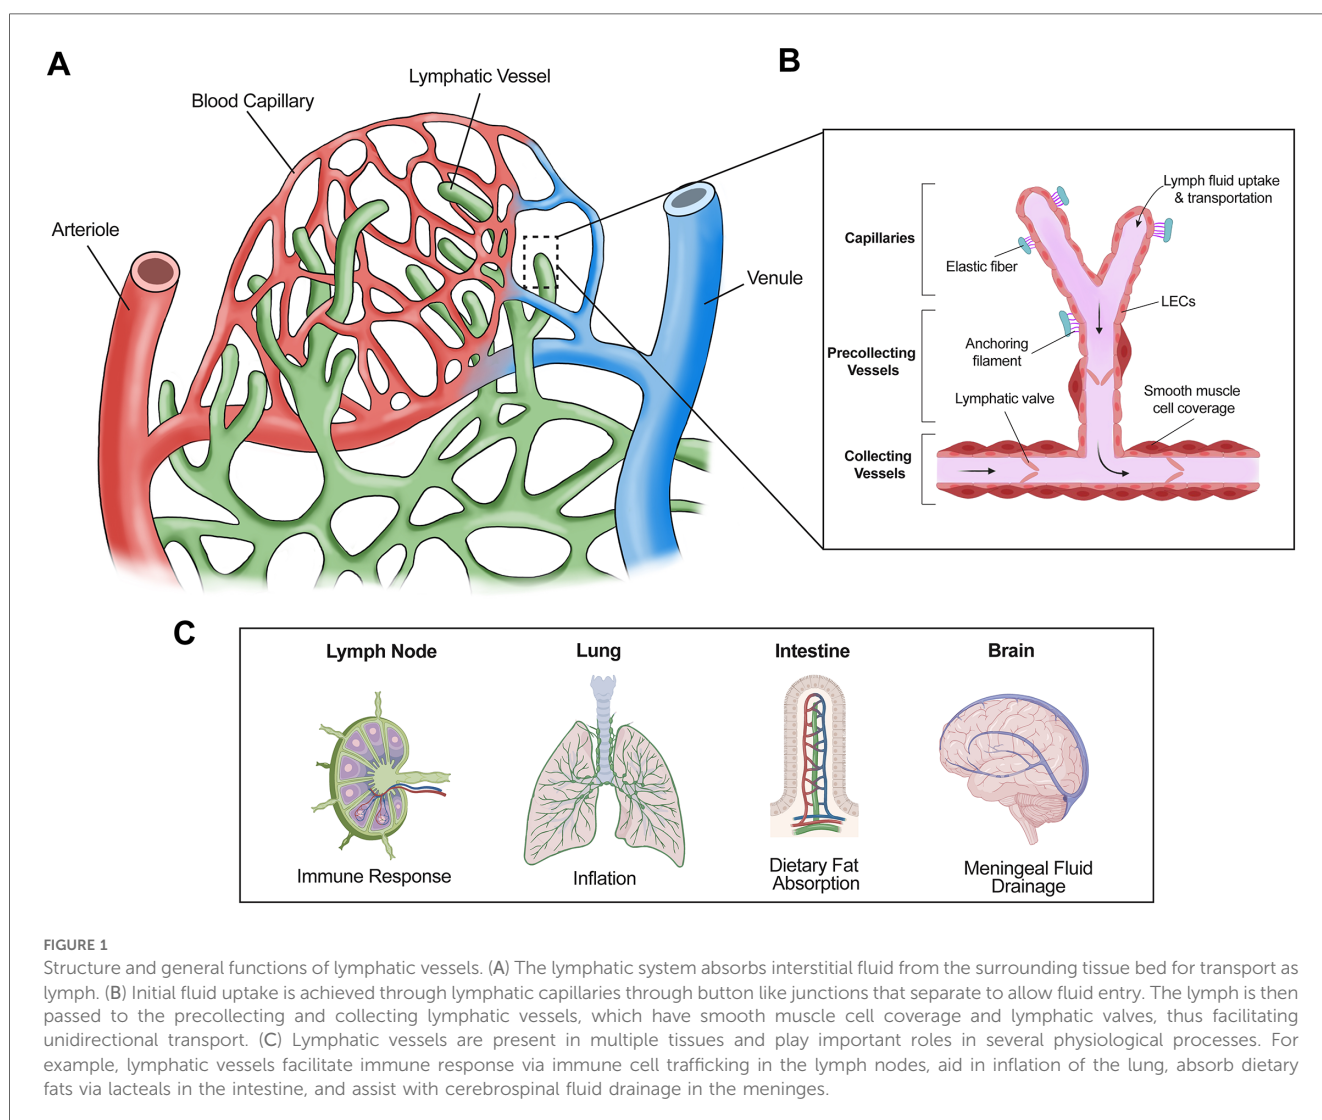 A
Blood Capillary
Lymphatic Vessel
Arteriole
Venule
B
Capillaries
Precollecting
Vessels
Collecting
Vessels
Lymph fluid uptake
& transportation
Elastic fiber
LECs
Anchoring
filament
Lymphatic valve
Smooth muscle
cell coverage
C
Lymph Node
Immune Response
Lung
Inflation
Intestine
Dietary Fat
Absorption
Brain
Meningeal Fluid
Drainage
FIGURE 1
Structure and general functions of lymphatic vessels. (A) The lymphatic system absorbs interstitial fluid from the surrounding tissue bed for transport as
lymph. (B) Initial fluid uptake is achieved through lymphatic capillaries through button like junctions that separate to allow fluid entry. The lymph is then
passed to the precollecting and collecting lymphatic vessels, which have smooth muscle cell coverage and lymphatic valves, thus facilitating
unidirectional transport. (C) Lymphatic vessels are present in multiple tissues and play important roles in several physiological processes. For
example, lymphatic vessels facilitate immune response via immune cell trafficking in the lymph nodes, aid in inflation of the lung, absorb dietary
fats via lacteals in the intestine, and assist with cerebrospinal fluid drainage in the meninges.